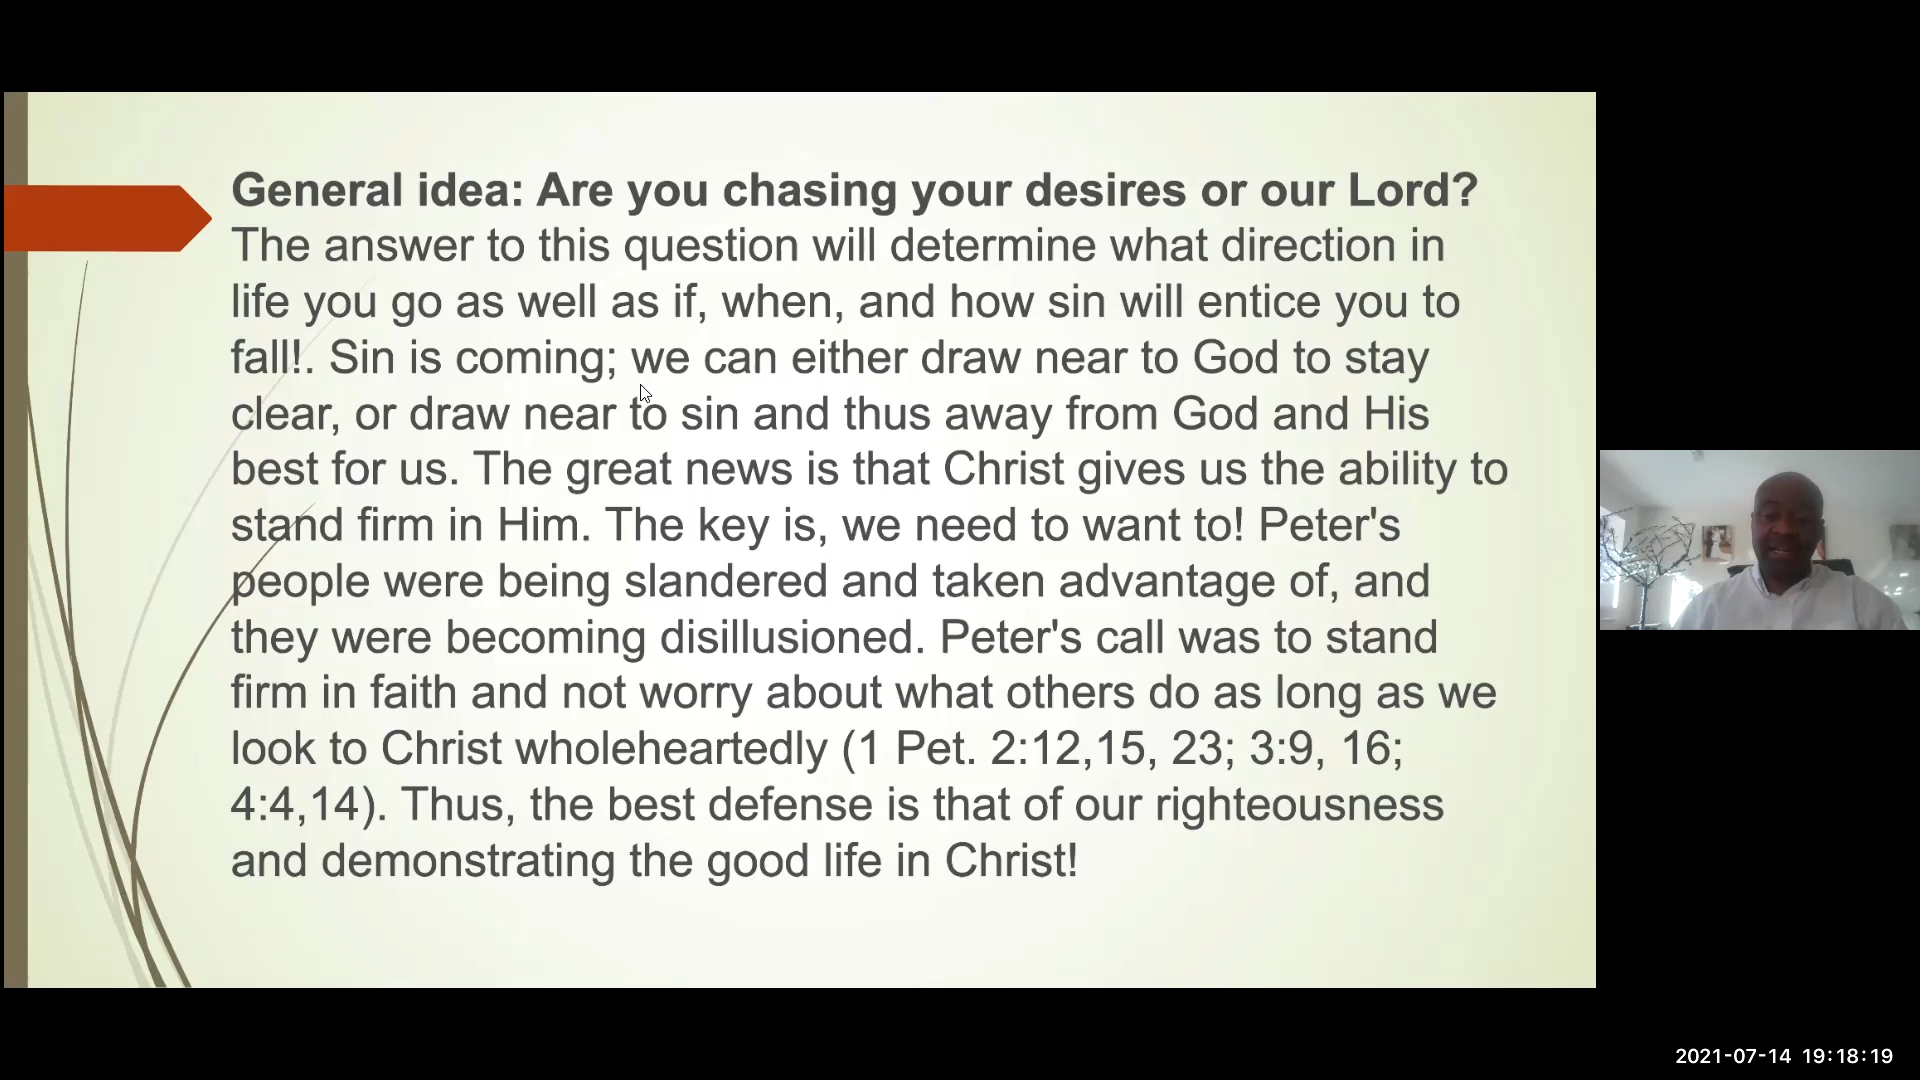 General idea: Are you chasing your desires or our Lord?
The answer to this question will determine what direction in
life you go as well as if, when, and how sin will entice you to
fall!. Sin is coming; we can either draw near to God to stay
clear, or draw near to sin and thus away from God and His
best for us. The great news is that Christ gives us the ability to
stand firm in Him. The key is, we need to want to! Peter's
people were being slandered and taken advantage of, and
they were becoming disillusioned. Peter's call was to stand
firm in faith and not worry about what others do as long as we
look to Christ wholeheartedly (1 Pet. 2:12,15, 23; 3:9, 16;
4:4,14). Thus, the best defense is that of our righteousness
and demonstrating the good life in Christ!
2021-07-14 19:18:19